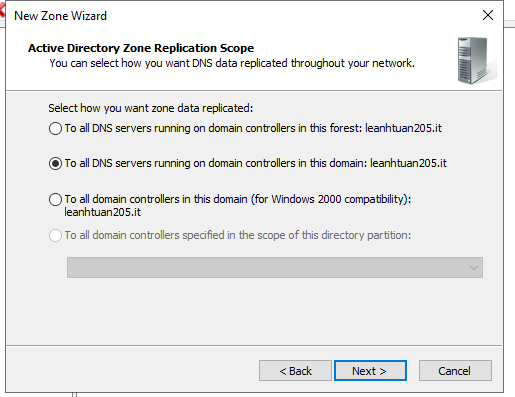 New Zone Wizard
Active Directory Zone Replication Scope
You can select how you want DNS data replicated throughout your network.
Select how you want zone data replicated:
To all DNS servers running on domain controllers in this forest: leanhtuan205.it
To all DNS servers running on domain controllers in this domain: leanhtuan205.it
To all domain controllers in this domain (for Windows 2000 compatibility):
leanhtuan205.it
To all domain controllers specified in the scope of this directory partition:
< Back
Next >
Cancel